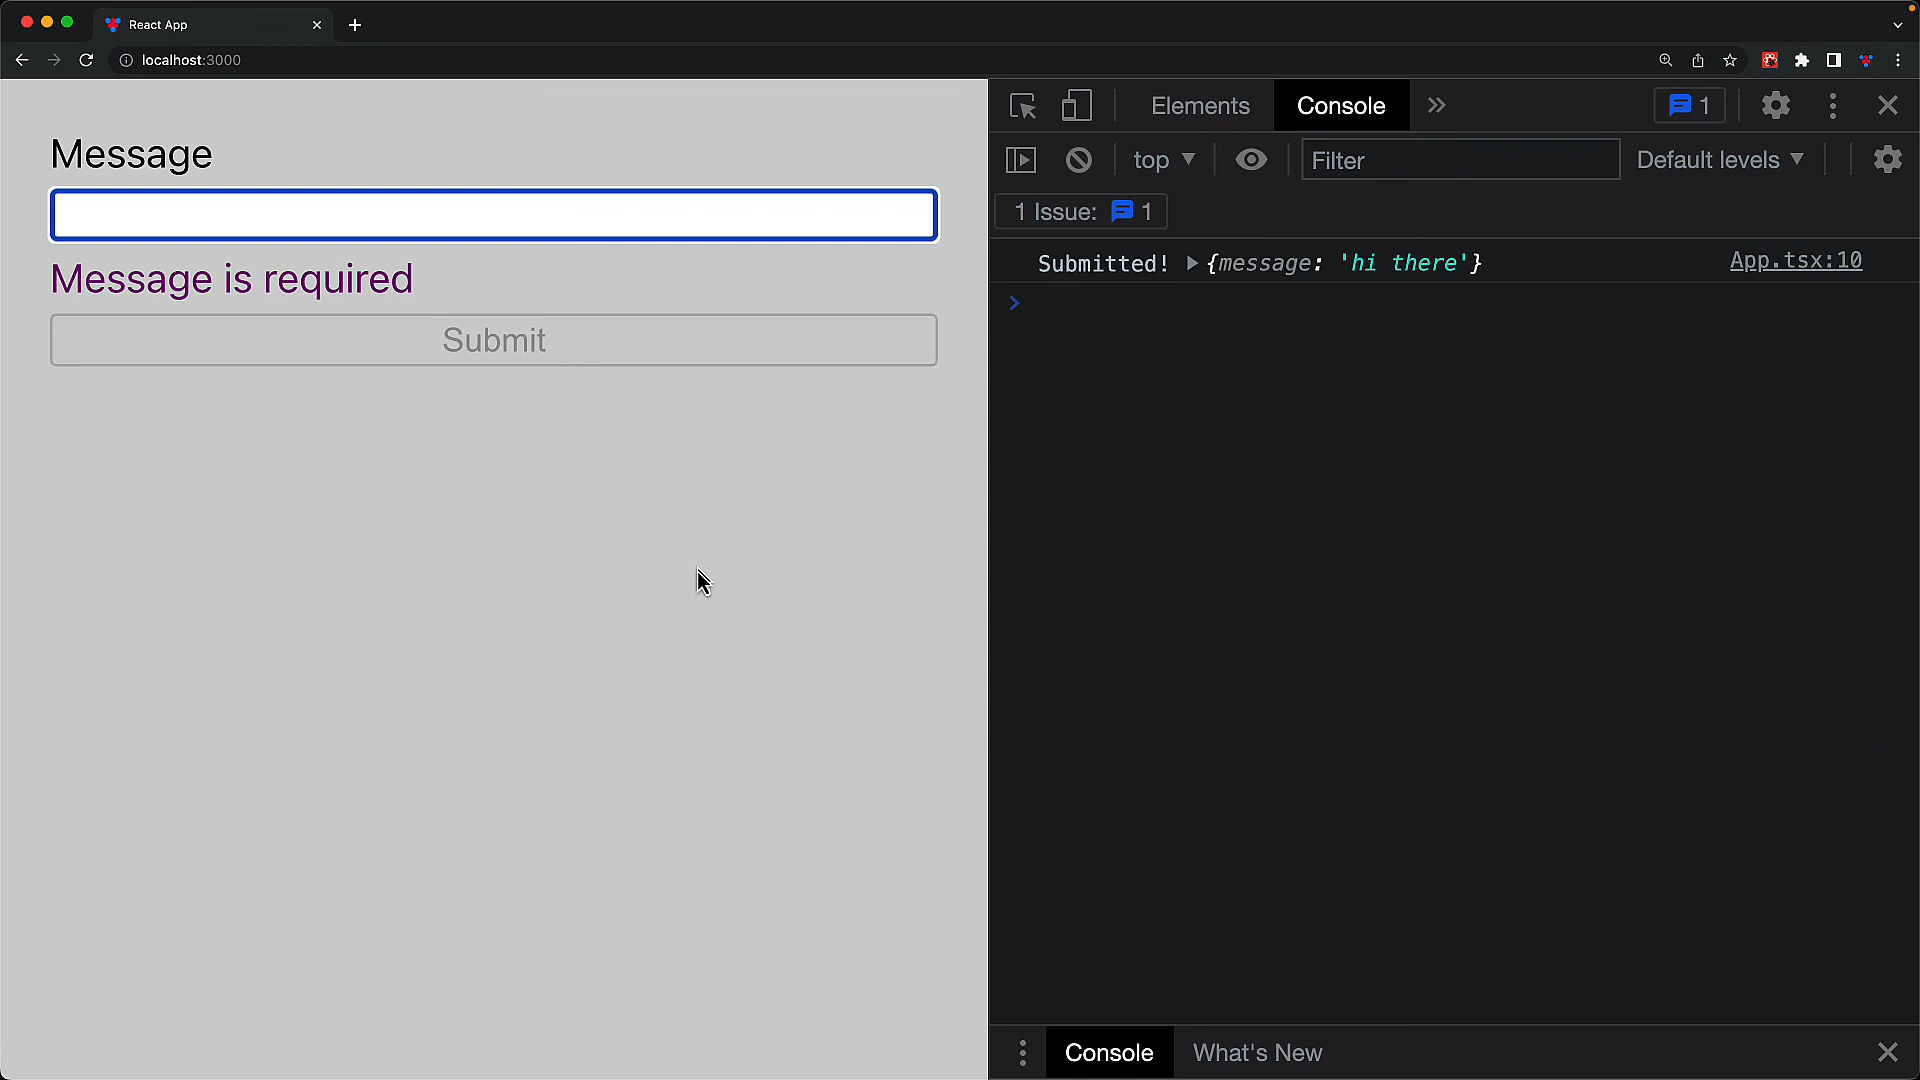 React App
localhost:3000
Message
Message is required
Submit
Elements
Console
1
top
Filter
Default levels
1 Issue:
1
Submitted! {message: 'hi there'}
App.tsx:10
Console
What's New